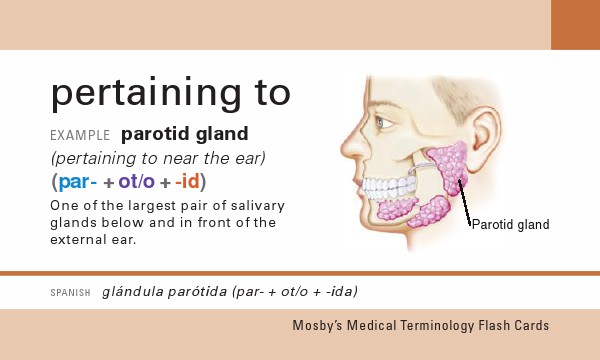 pertaining to
EXAMPLE parotid gland
(pertaining to near the ear)
(par- + ot/o + -id)
One of the largest pair of salivary
glands below and in front of the
external ear.
Parotid gland
SPANISH glándula parótida (par- + ot/o + -ida)
Mosby's Medical Terminology Flash Cards